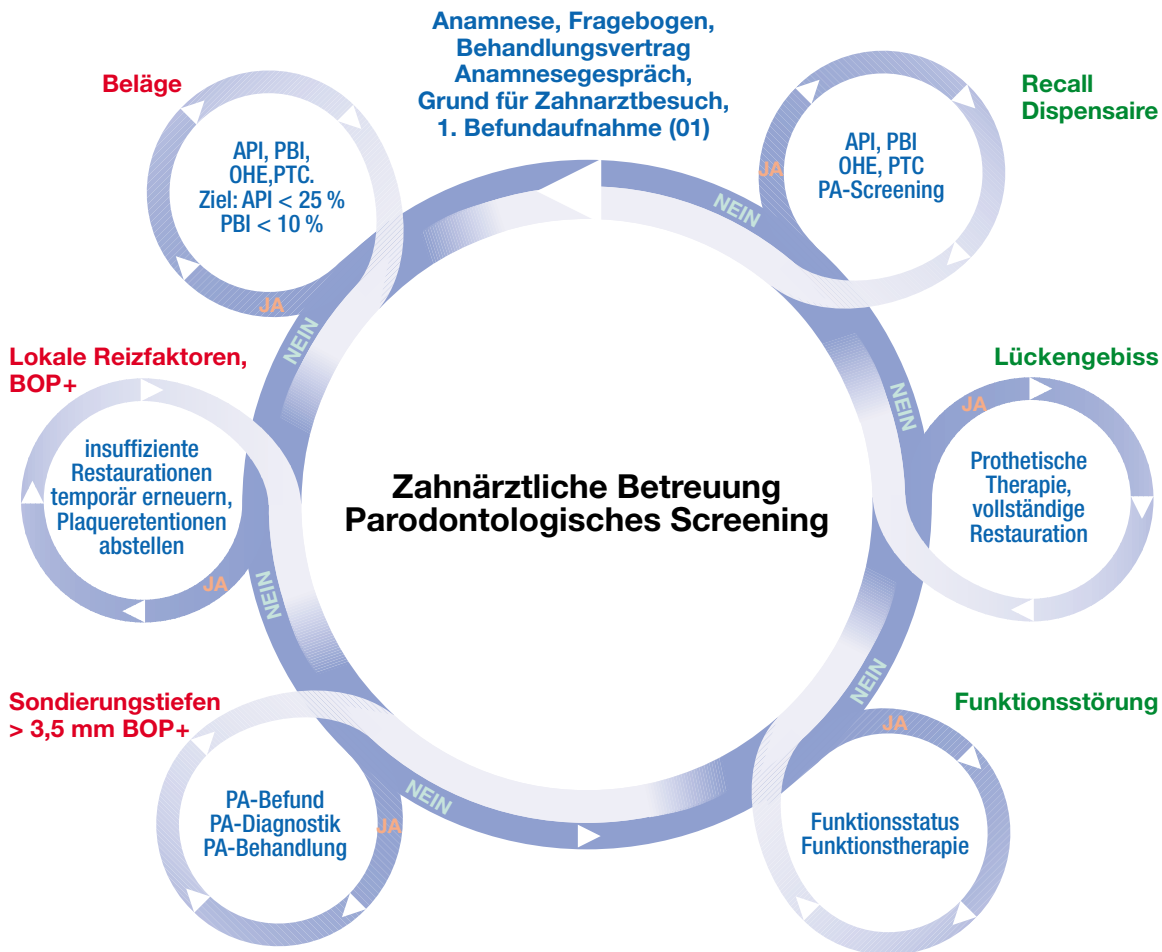 Anamnese, Fragebogen,
Behandlungsvertrag
Anamnesegespräch,
Grund für Zahnarztbesuch,
1. Befundaufnahme (01)
Beläge
API, PBI,
OHE,PTC.
Ziel: API < 25 %
PBI < 10 %
JA
NEIN
Recall
Dispensaire
API, PBI
OHE, PTC
PA-Screening
JA
NEIN
Lokale Reizfaktoren,
BOP+
insuffiziente
Restaurationen
temporär erneuern,
Plaqueretentionen
abstellen
JA
NEIN
Zahnärztliche Betreuung
Parodontologisches Screening
Lückengebiss
Prothetische
Therapie,
vollständige
Restauration
JA
NEIN
Sondierungstiefen
> 3,5 mm BOP+
PA-Befund
PA-Diagnostik
PA-Behandlung
JA
NEIN
Funktionsstörung
Funktionsstatus
Funktionstherapie
JA
NEIN